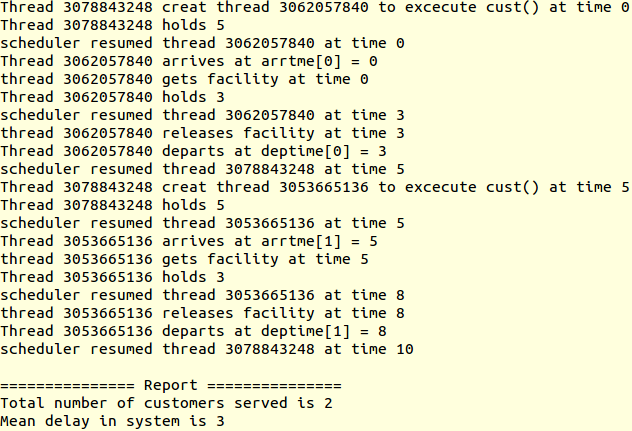 Thread 3078843248 creat thread 3062057840 to excecute cust() at time 0
Thread 3078843248 holds 5
scheduler resumed thread 3062057840 at time 0
Thread 3062057840 arrives at arrtme[0] = 0
thread 3062057840 gets facility at time 0
Thread 3062057840 holds 3
scheduler resumed thread 3062057840 at time 3
thread 3062057840 releases facility at time 3
Thread 3062057840 departs at deptime[0] = 3
scheduler resumed thread 3078843248 at time 5
Thread 3078843248 creat thread 3053665136 to excecute cust() at time 5
Thread 3078843248 holds 5
scheduler resumed thread 3053665136 at time 5
Thread 3053665136 arrives at arrtme[1] = 5
thread 3053665136 gets facility at time 5
Thread 3053665136 holds 3
scheduler resumed thread 3053665136 at time 8
thread 3053665136 releases facility at time 8
Thread 3053665136 departs at deptime[1] = 8
scheduler resumed thread 3078843248 at time 10
=============== Report ===============
Total number of customers served is 2
Mean delay in system is 3